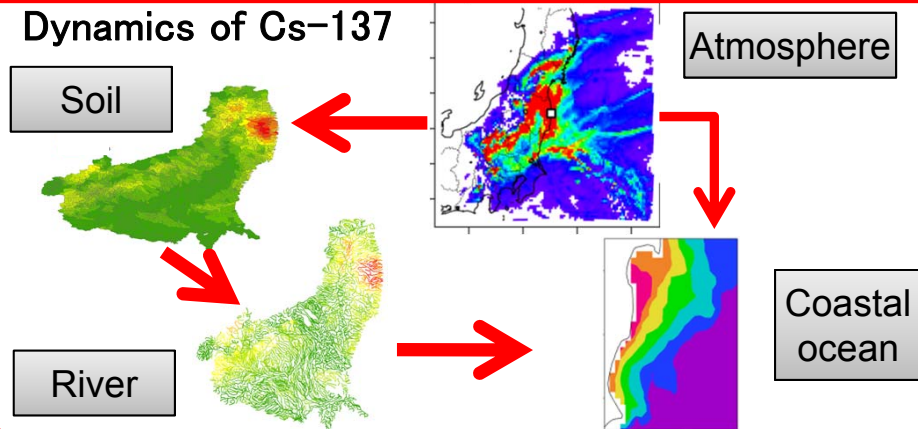 Dynamics of Cs-137
Atmosphere
Soil
Coastal
ocean
River